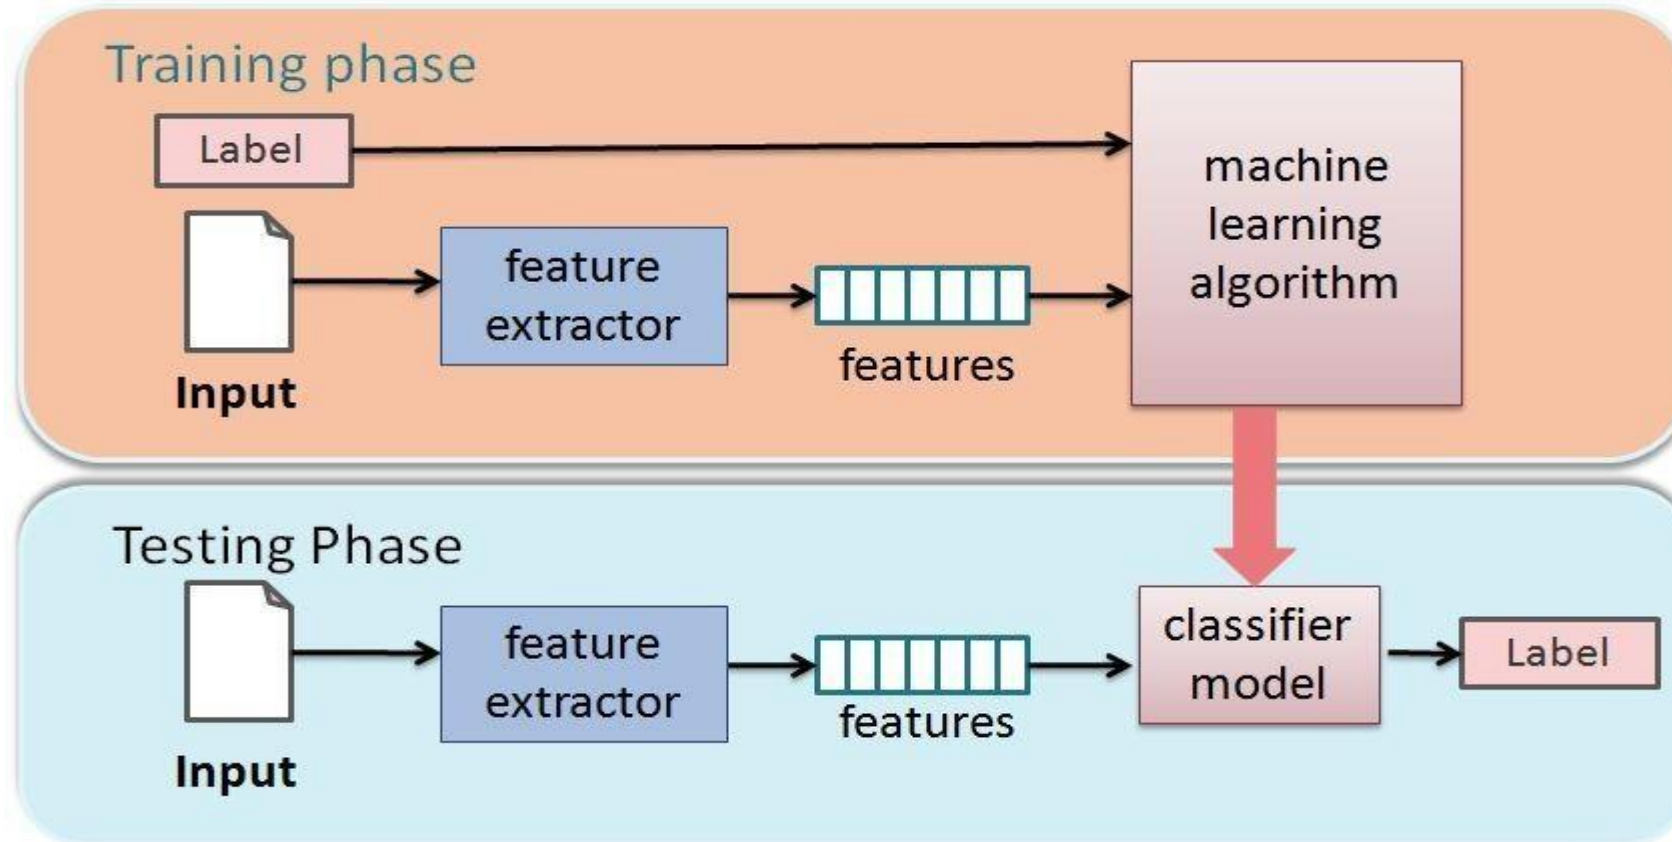 Training phase
Label
machine
learning
algorithm
feature
extractor
features
Input
Testing Phase
feature
extractor
features
classifier
model
Label
Input